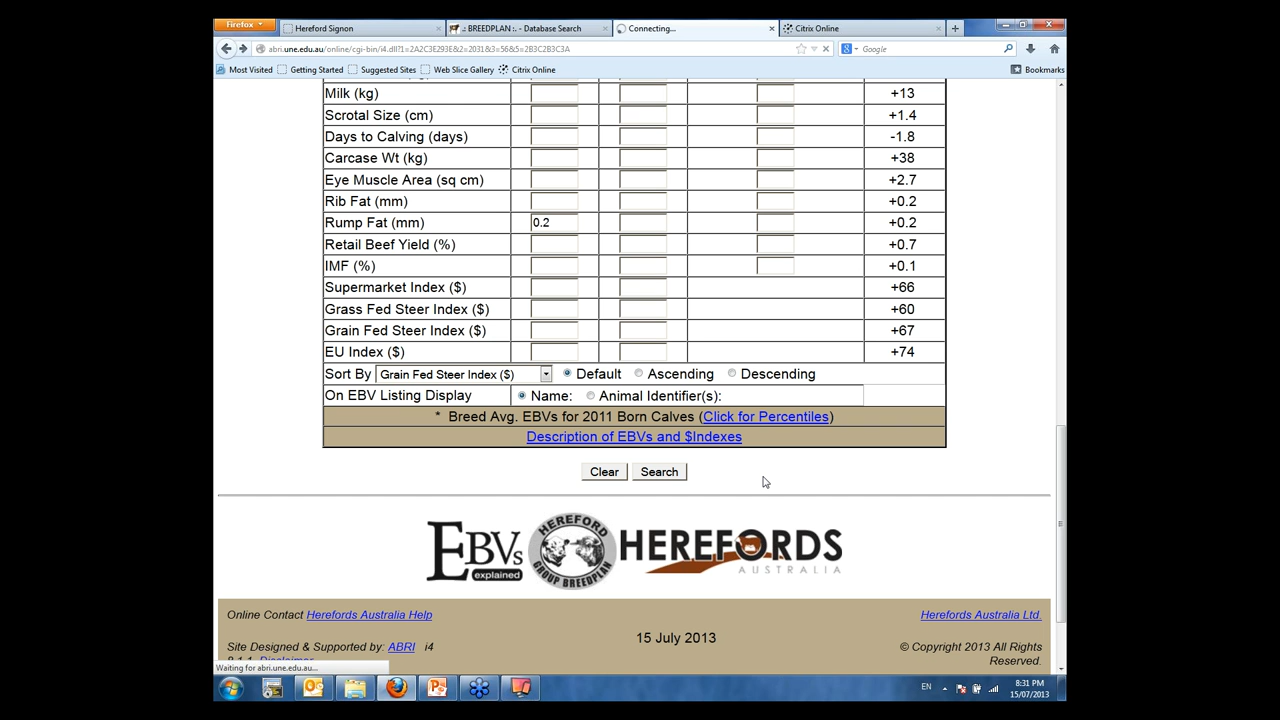 Firefox
Hereford Signon
.: BREEDPLAN :. - Database Search
Connecting...
Citrix Online
abri.une.edu.au/online/cgi-bin/i4.dll?1=2A2C3E293E&2=2031&3=56&5=2B3C2B3C3A
Google
Most Visited
Getting Started
Suggested Sites
Web Slice Gallery
Citrix Online
Bookmarks
Milk (kg) +13
Scrotal Size (cm) +1.4
Days to Calving (days) -1.8
Carcase Wt (kg) +38
Eye Muscle Area (sq cm) +2.7
Rib Fat (mm) +0.2
Rump Fat (mm) 0.2 +0.2
Retail Beef Yield (%) +0.7
IMF (%) +0.1
Supermarket Index ($) +66
Grass Fed Steer Index ($) +60
Grain Fed Steer Index ($) +67
EU Index ($) +74
Sort By Grain Fed Steer Index ($) Default Ascending Descending
On EBV Listing Display Name: Animal Identifier(s):
* Breed Avg. EBVs for 2011 Born Calves (Click for Percentiles)
Description of EBVs and $Indexes
Clear Search
EBVs explained
HEREFORD GROUP BREEDPLAN
HEREFORDS AUSTRALIA
Online Contact Herefords Australia Help
Herefords Australia Ltd.
15 July 2013
Site Designed & Supported by: ABRI i4
© Copyright 2013 All Rights
Reserved.
Waiting for abri.une.edu.au...
EN
8:31 PM
15/07/2013